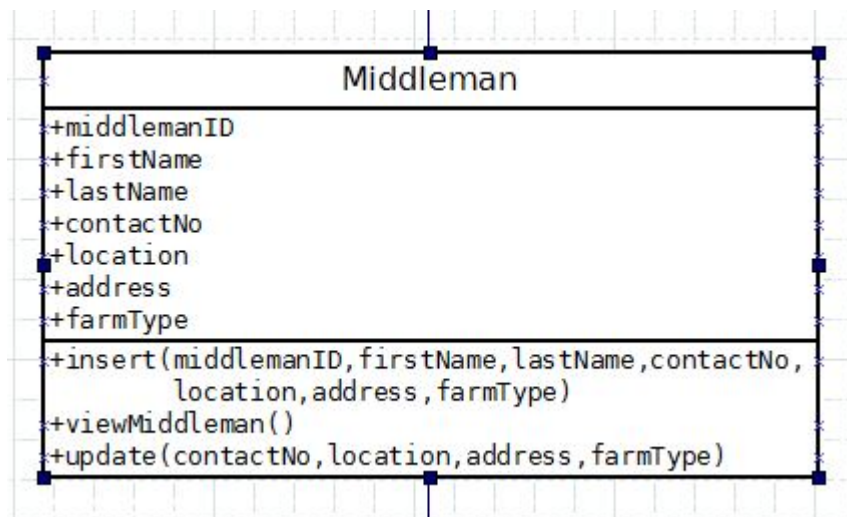 Middleman
+middlemanID
+firstName
+lastName
+contactNo
+location
+address
+farmType
+insert(middlemanID,firstName,lastName,contactNo,
location,address,farmType)
+viewMiddleman()
+update(contactNo,location,address,farmType)